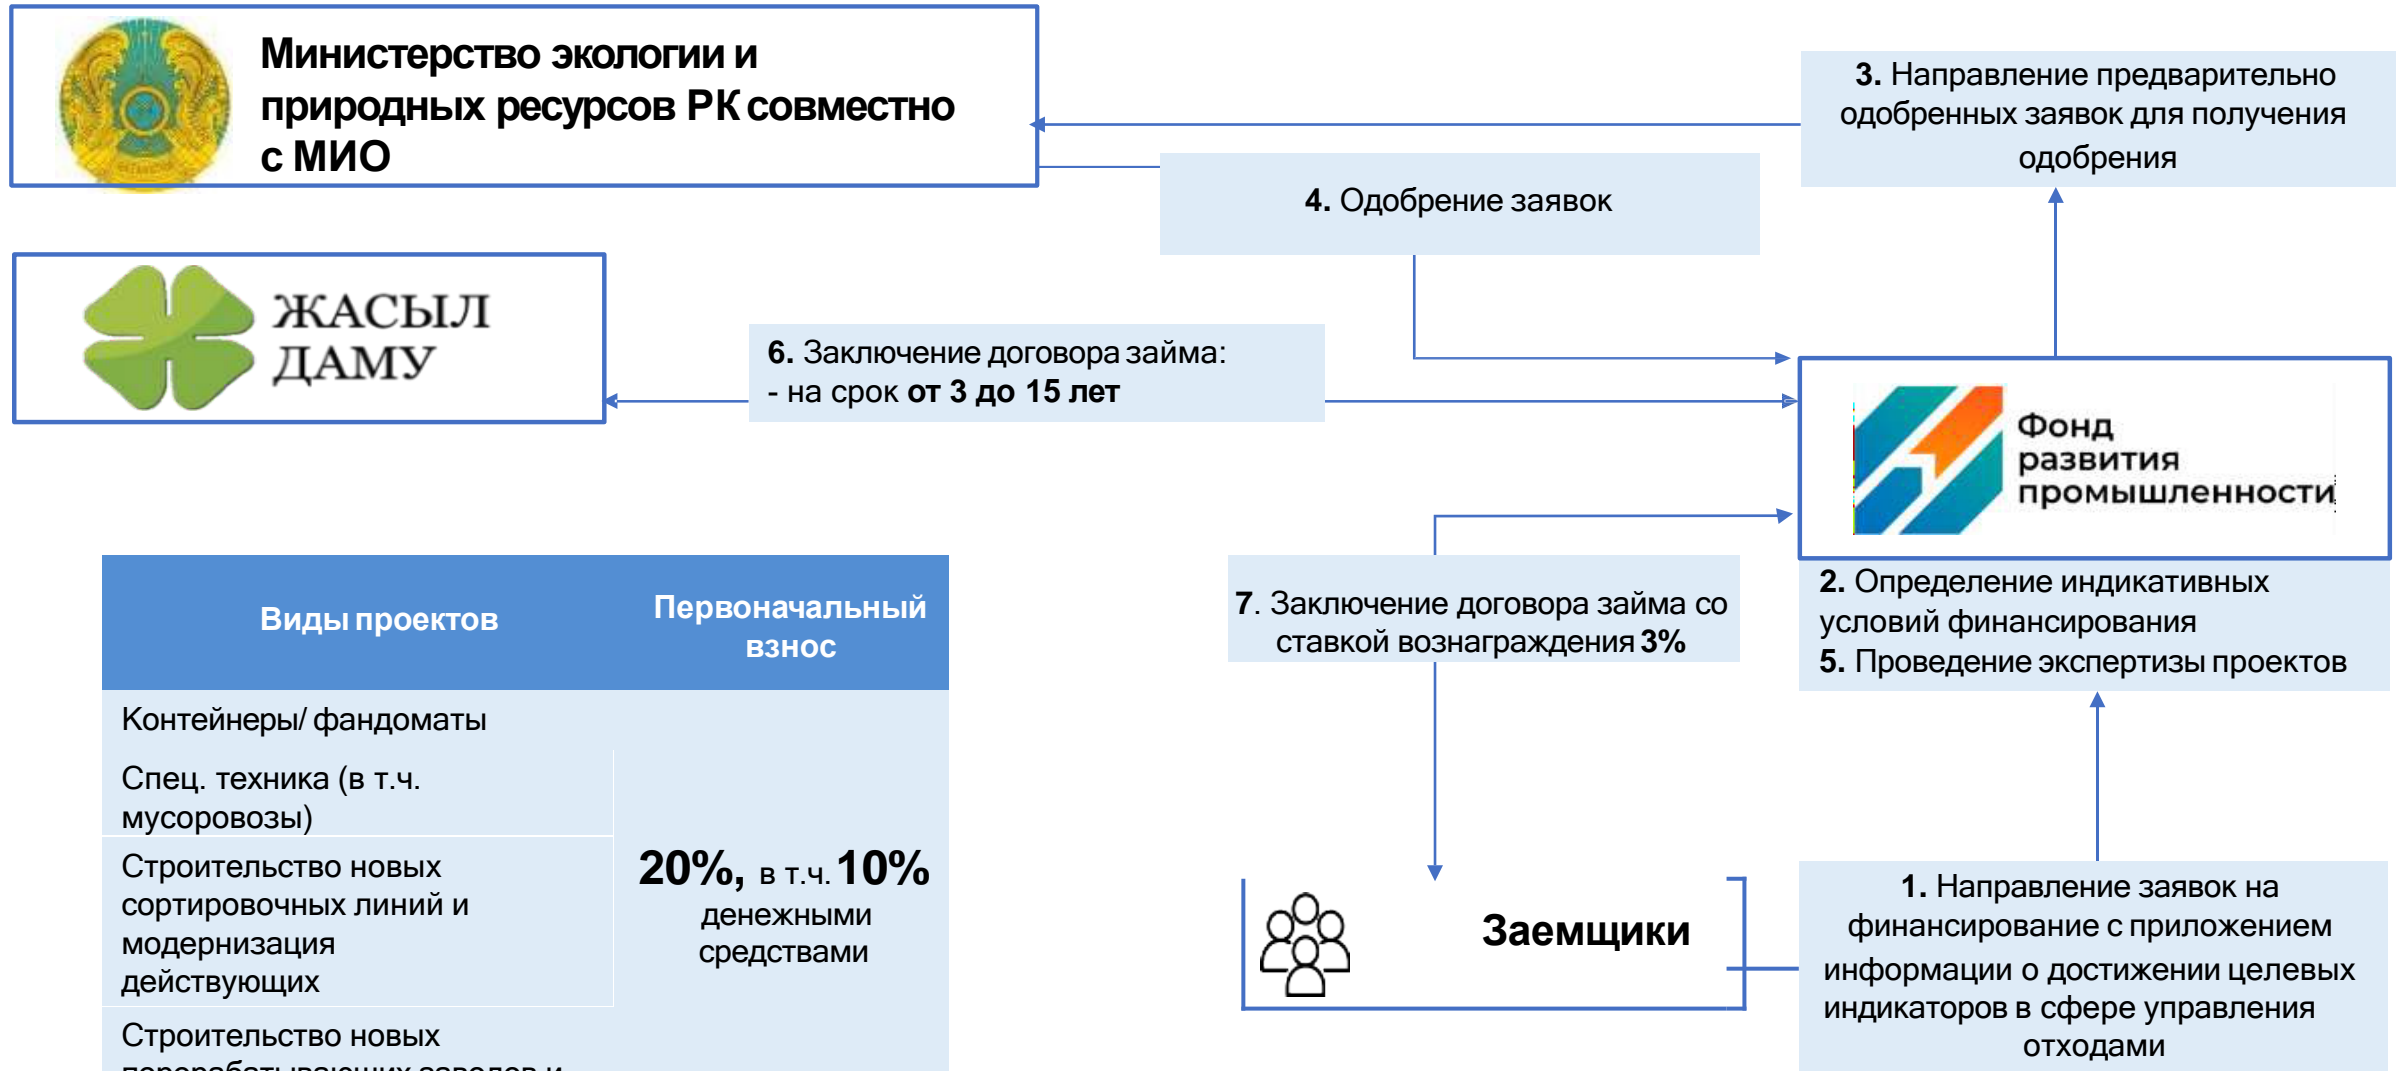 Министерство экологии и
природных ресурсов РК совместно
с МИО
3. Направление предварительно
одобренных заявок для получения
одобрения
4. Одобрение заявок
ЖАСЫЛ
ДАМУ
6. Заключение договора займа:
- на срок от 3 до 15 лет
Фонд
развития
промышленности
2. Определение индикативных
условий финансирования
5. Проведение экспертизы проектов
7. Заключение договора займа со
ставкой вознаграждения 3%
Виды проектов
Первоначальный
взнос
Контейнеры/ фандоматы
Спец. техника (в т.ч.
мусоровозы)
Строительство новых
сортировочных линий и
модернизация
действующих
Строительство новых
перерабатывающих заводов и
20%, в т.ч. 10%
денежными
средствами
Заемщики
1. Направление заявок на
финансирование с приложением
информации о достижении целевых
индикаторов в сфере управления
отходами